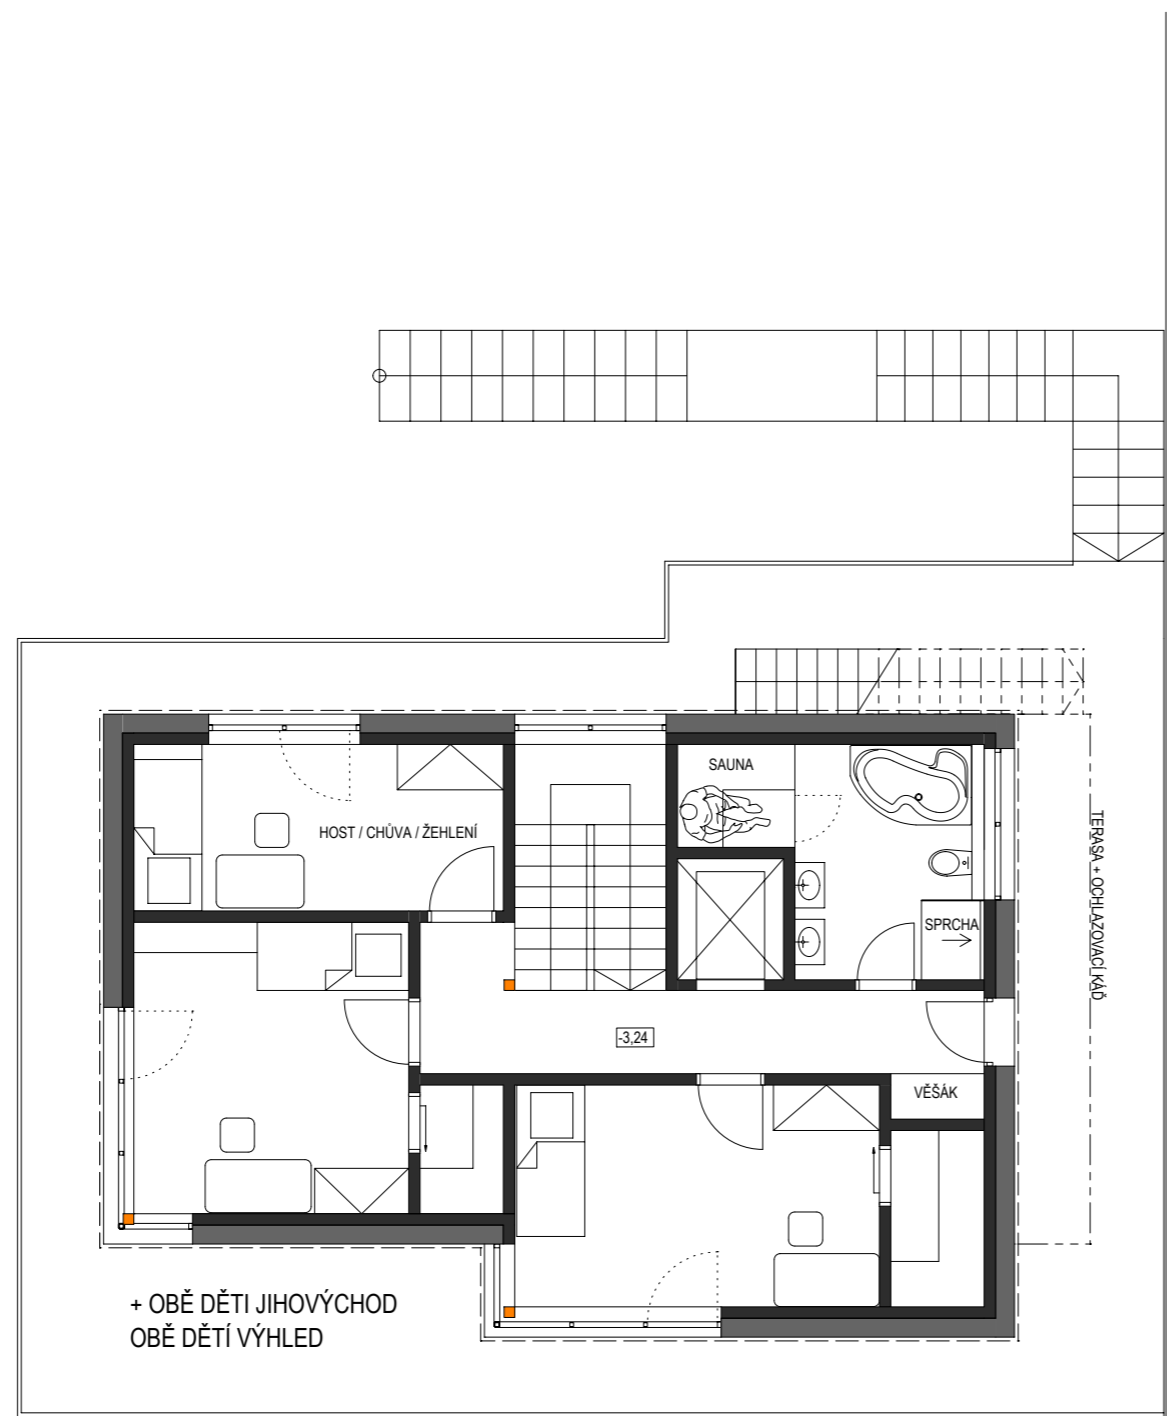 SAUNA
HOST / CHŮVA / ŽEHLENÍ
TERASA + OCHLAZOVACÍ KÁĎ
SPRCHA
-3,24
VĚŠÁK
+ OBĚ DĚTI JIHOVÝCHOD
OBĚ DĚTÍ VÝHLED